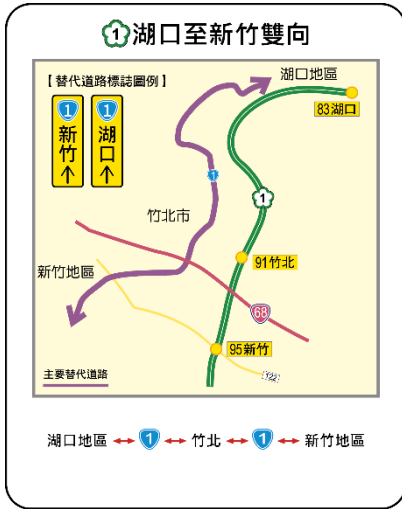 1 湖口至新竹雙向
【替代道路標誌圖例】
1
新竹↑
1
湖口↑
湖口地區
83湖口
1
1
竹北市
91竹北
新竹地區
68
95新竹
122
主要替代道路
湖口地區 ↔ 1 ↔ 竹北 ↔ 1 ↔ 新竹地區